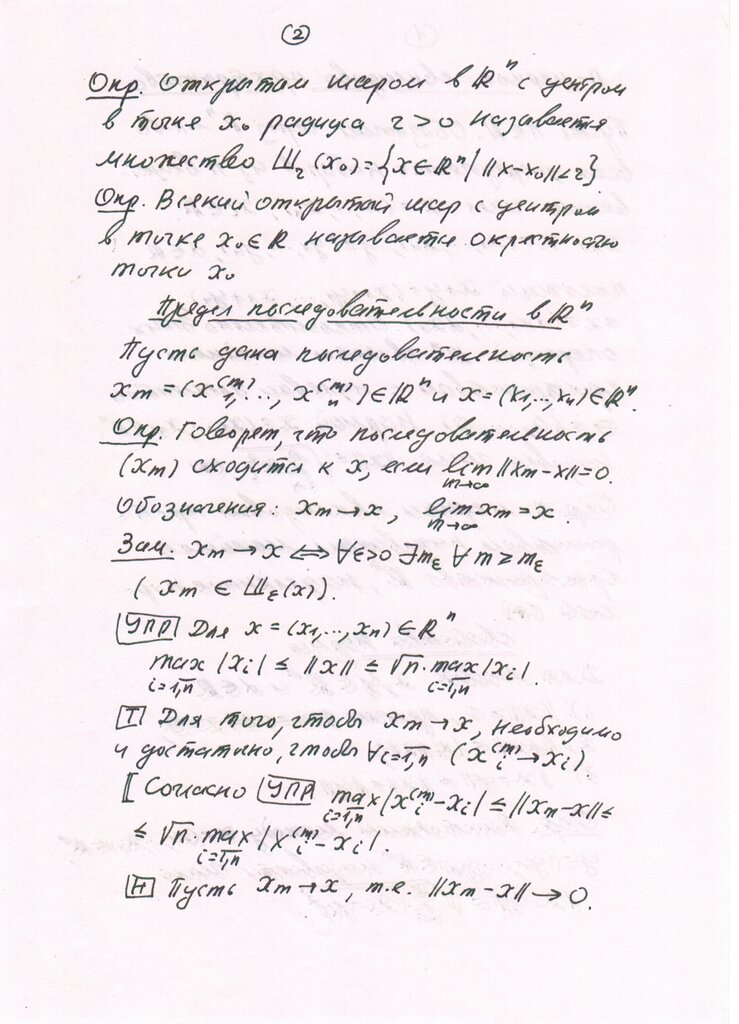 (2)
Опр. Открытым шаром в ℝⁿ с центром
в точке x₀ радиуса r > 0 называется
множество Ш_r(x₀) = {x ∈ ℝⁿ | ||x-x₀|| < r}
Опр. Всякий открытый шар с центром
в точке x₀ ∈ ℝ называется окрестностью
точки x₀
Предел последовательности в ℝⁿ
Пусть дана последовательность
x_m = (x₁^(m), ..., x_n^(m)) ∈ ℝⁿ и x = (x₁, ..., x_n) ∈ ℝⁿ.
Опр. Говорят, что последовательность
(x_m) сходится к x, если lim_{m→∞} ||x_m - x|| = 0.
Обозначения: x_m → x, lim_{m→∞} x_m = x.
Зам. x_m → x ⟺ ∀ε>0 ∃m_ε ∀m ≥ m_ε
(x_m ∈ Ш_ε(x)).
УПР Для x = (x₁, ..., x_n) ∈ ℝⁿ
max_{i=1,n} |x_i| ≤ ||x|| ≤ √n · max_{i=1,n} |x_i|.
Т Для того, чтобы x_m → x, необходимо
и достаточно, чтобы ∀i=1,n (x_i^(m) → x_i).
[ Согласно УПР max_{i=1,n} |x_i^(m) - x_i| ≤ ||x_m - x|| ≤
≤ √n · max_{i=1,n} |x_i^(m) - x_i|.
Н Пусть x_m → x, т.е. ||x_m - x|| → 0.